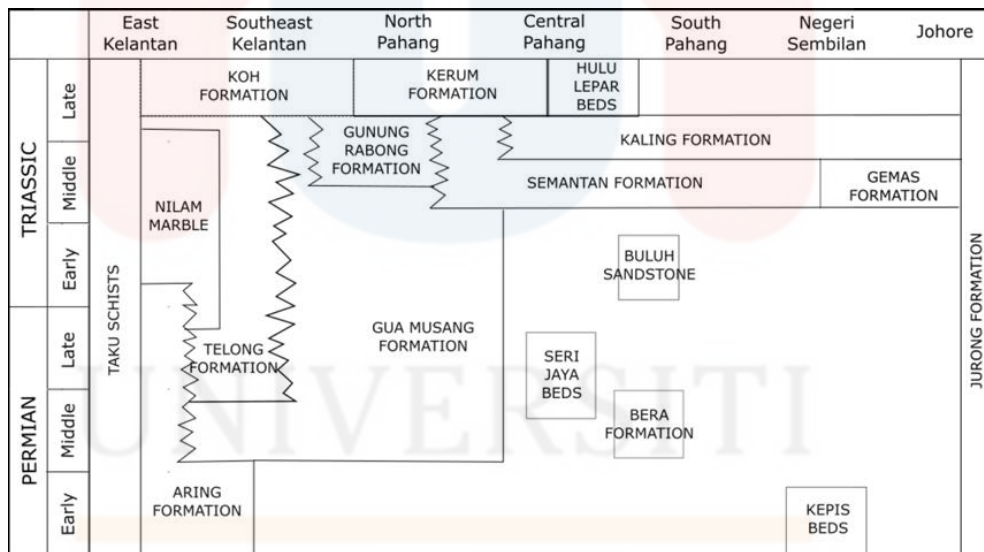 East
Kelantan
Southeast
Kelantan
North
Pahang
Central
Pahang
South
Pahang
Negeri
Sembilan
Johore
TRIASSIC
Late
Middle
Early
PERMIAN
Late
Middle
Early
TAKU SCHISTS
KOH
FORMATION
KERUM
FORMATION
HULU
LEPAR
BEDS
GUNUNG
RABONG
FORMATION
KALING FORMATION
SEMANTAN FORMATION
GEMAS
FORMATION
NILAM
MARBLE
BULUH
SANDSTONE
TELONG
FORMATION
GUA MUSANG
FORMATION
SERI
JAYA
BEDS
BERA
FORMATION
ARING
FORMATION
KEPIS
BEDS
JURONG FORMATION
UNIVERSITI